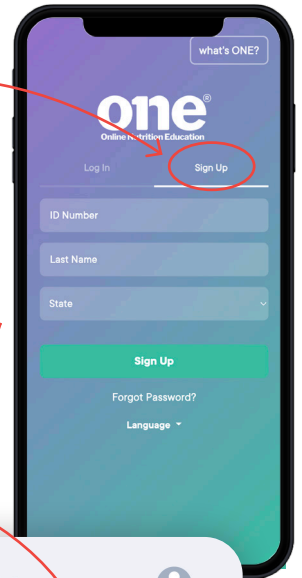 what's ONE?
one®
Online Nutrition Education
Log In Sign Up
ID Number
Last Name
State
Sign Up
Forgot Password?
Language